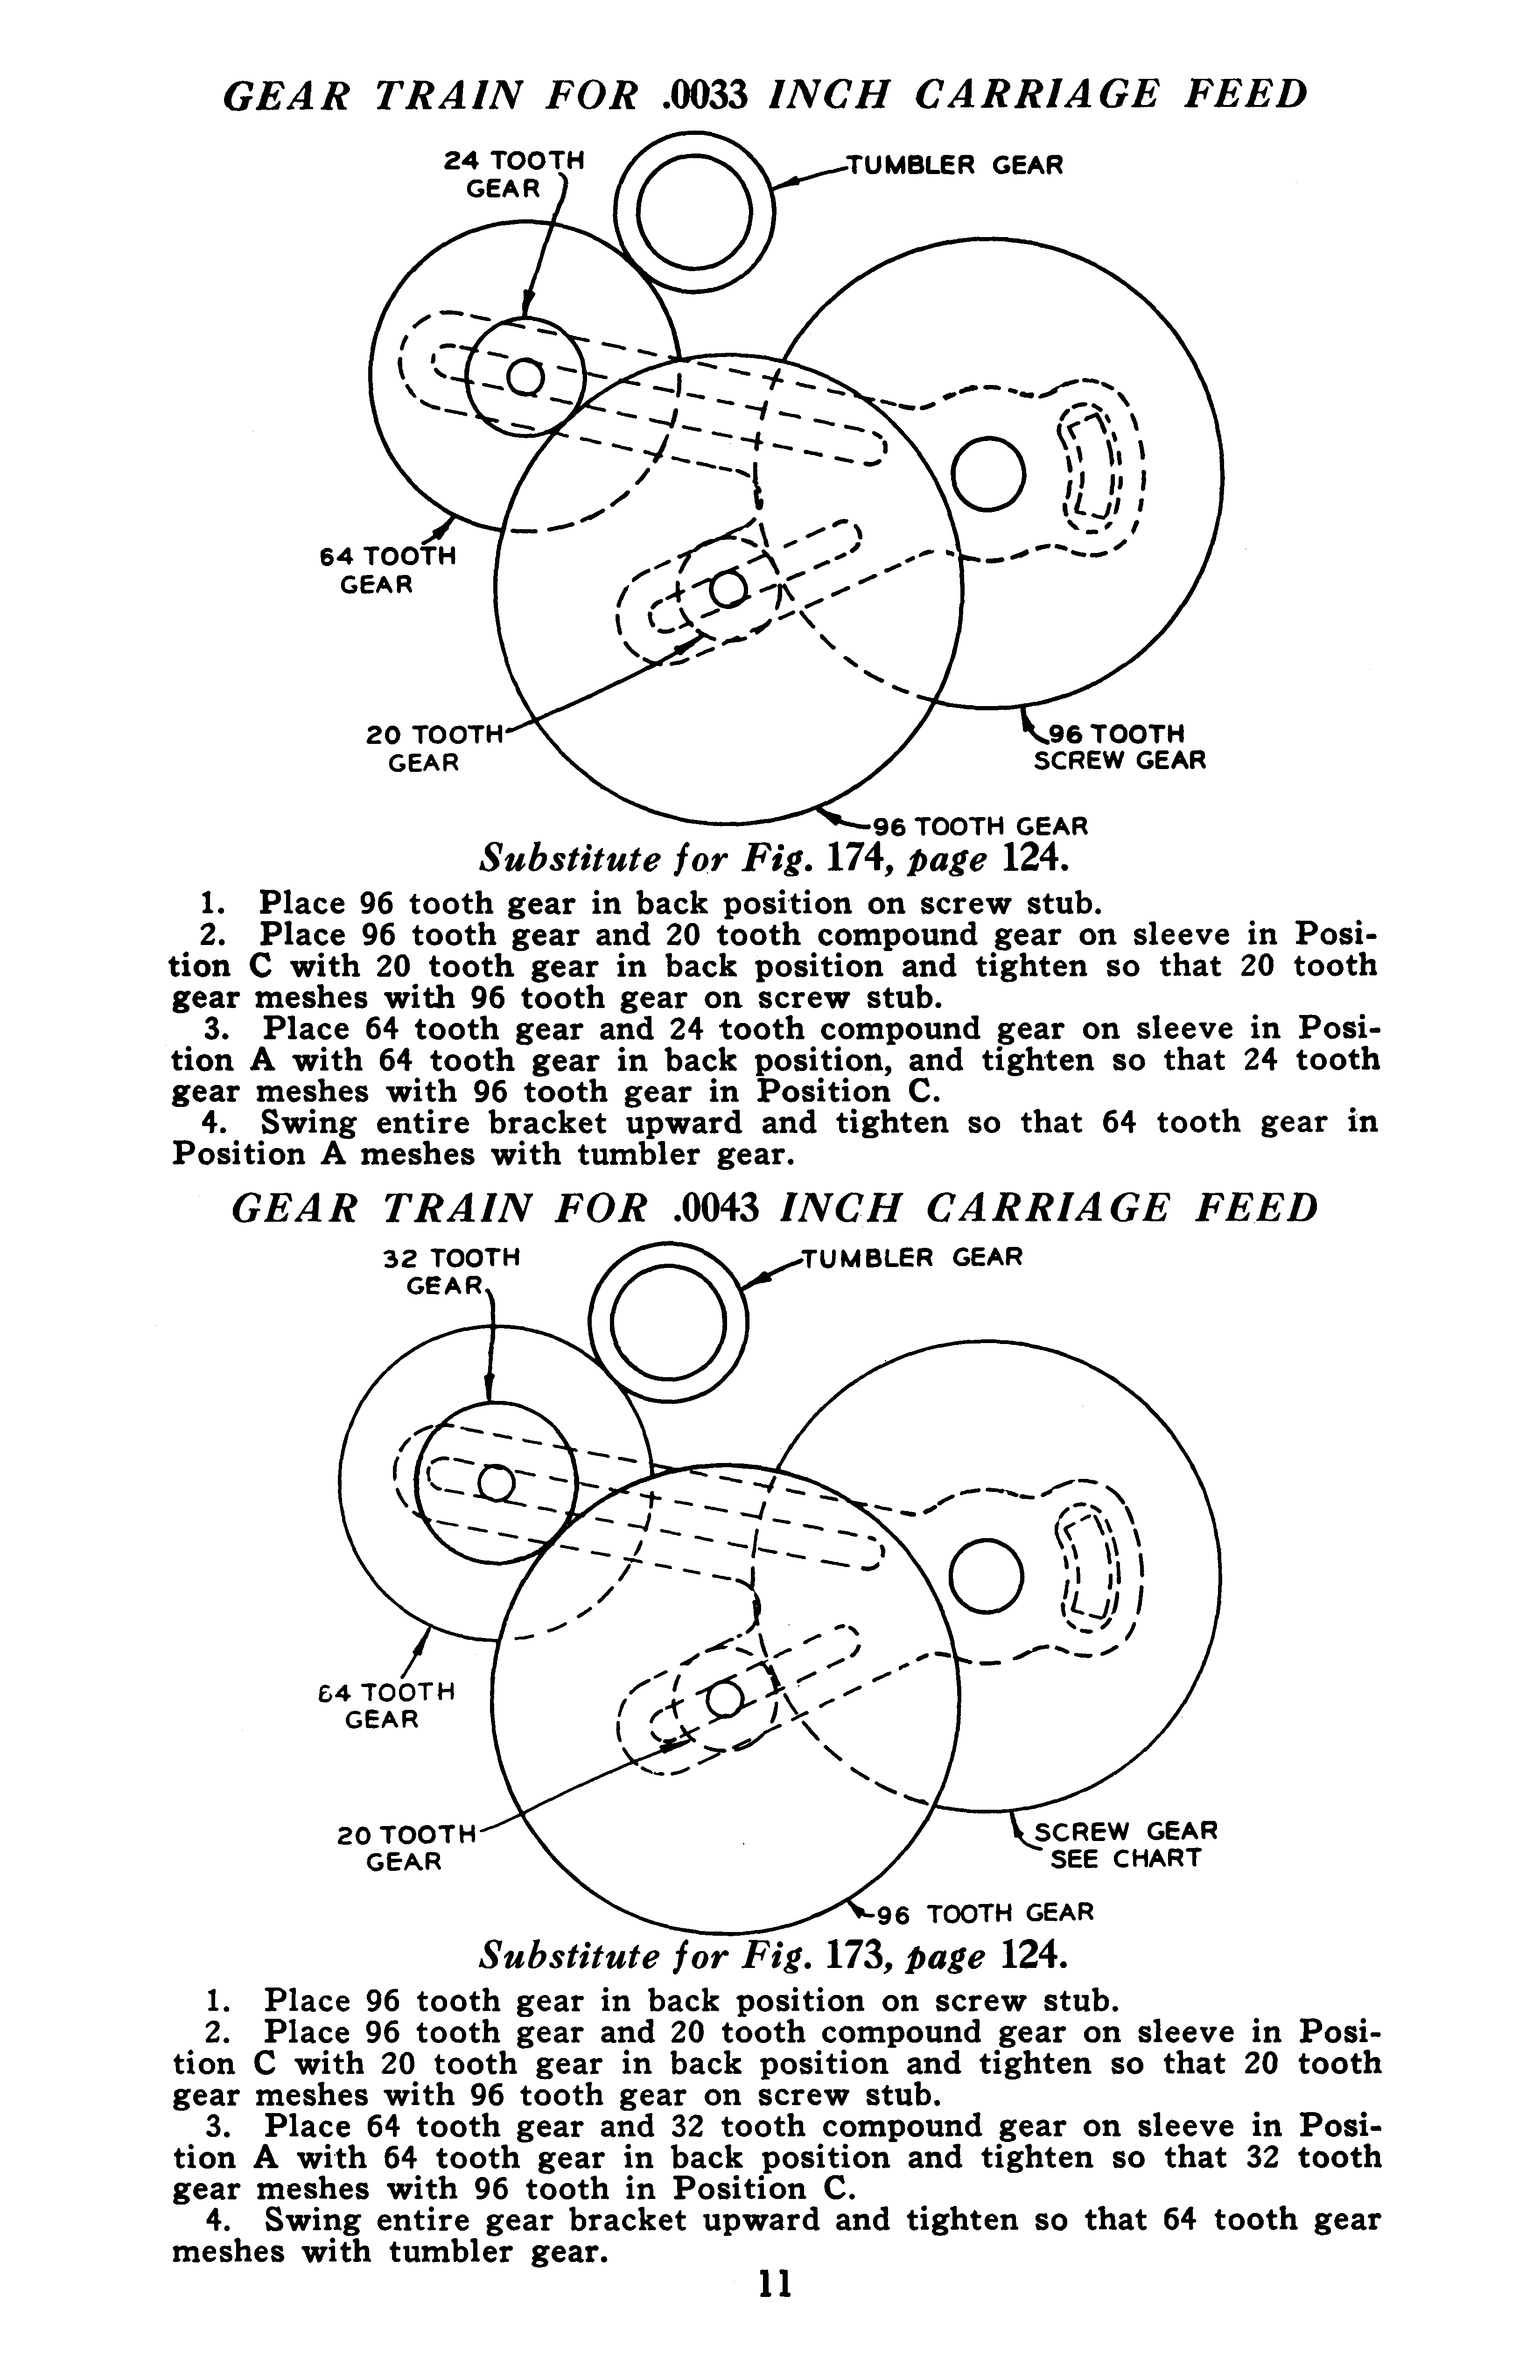 GEAR TRAIN FOR .0033 INCH CARRIAGE FEED
24 TOOTH
GEAR
TUMBLER GEAR
64 TOOTH
GEAR
20 TOOTH
GEAR
96 TOOTH
SCREW GEAR
96 TOOTH GEAR
Substitute for Fig. 174, page 124.
1. Place 96 tooth gear in back position on screw stub.
2. Place 96 tooth gear and 20 tooth compound gear on sleeve in Posi-
tion C with 20 tooth gear in back position and tighten so that 20 tooth
gear meshes with 96 tooth gear on screw stub.
3. Place 64 tooth gear and 24 tooth compound gear on sleeve in Posi-
tion A with 64 tooth gear in back position, and tighten so that 24 tooth
gear meshes with 96 tooth gear in Position C.
4. Swing entire bracket upward and tighten so that 64 tooth gear in
Position A meshes with tumbler gear.
GEAR TRAIN FOR .0043 INCH CARRIAGE FEED
32 TOOTH
GEAR
TUMBLER GEAR
64 TOOTH
GEAR
20 TOOTH
GEAR
SCREW GEAR
SEE CHART
96 TOOTH GEAR
Substitute for Fig. 173, page 124.
1. Place 96 tooth gear in back position on screw stub.
2. Place 96 tooth gear and 20 tooth compound gear on sleeve in Posi-
tion C with 20 tooth gear in back position and tighten so that 20 tooth
gear meshes with 96 tooth gear on screw stub.
3. Place 64 tooth gear and 32 tooth compound gear on sleeve in Posi-
tion A with 64 tooth gear in back position and tighten so that 32 tooth
gear meshes with 96 tooth in Position C.
4. Swing entire gear bracket upward and tighten so that 64 tooth gear
meshes with tumbler gear.
11